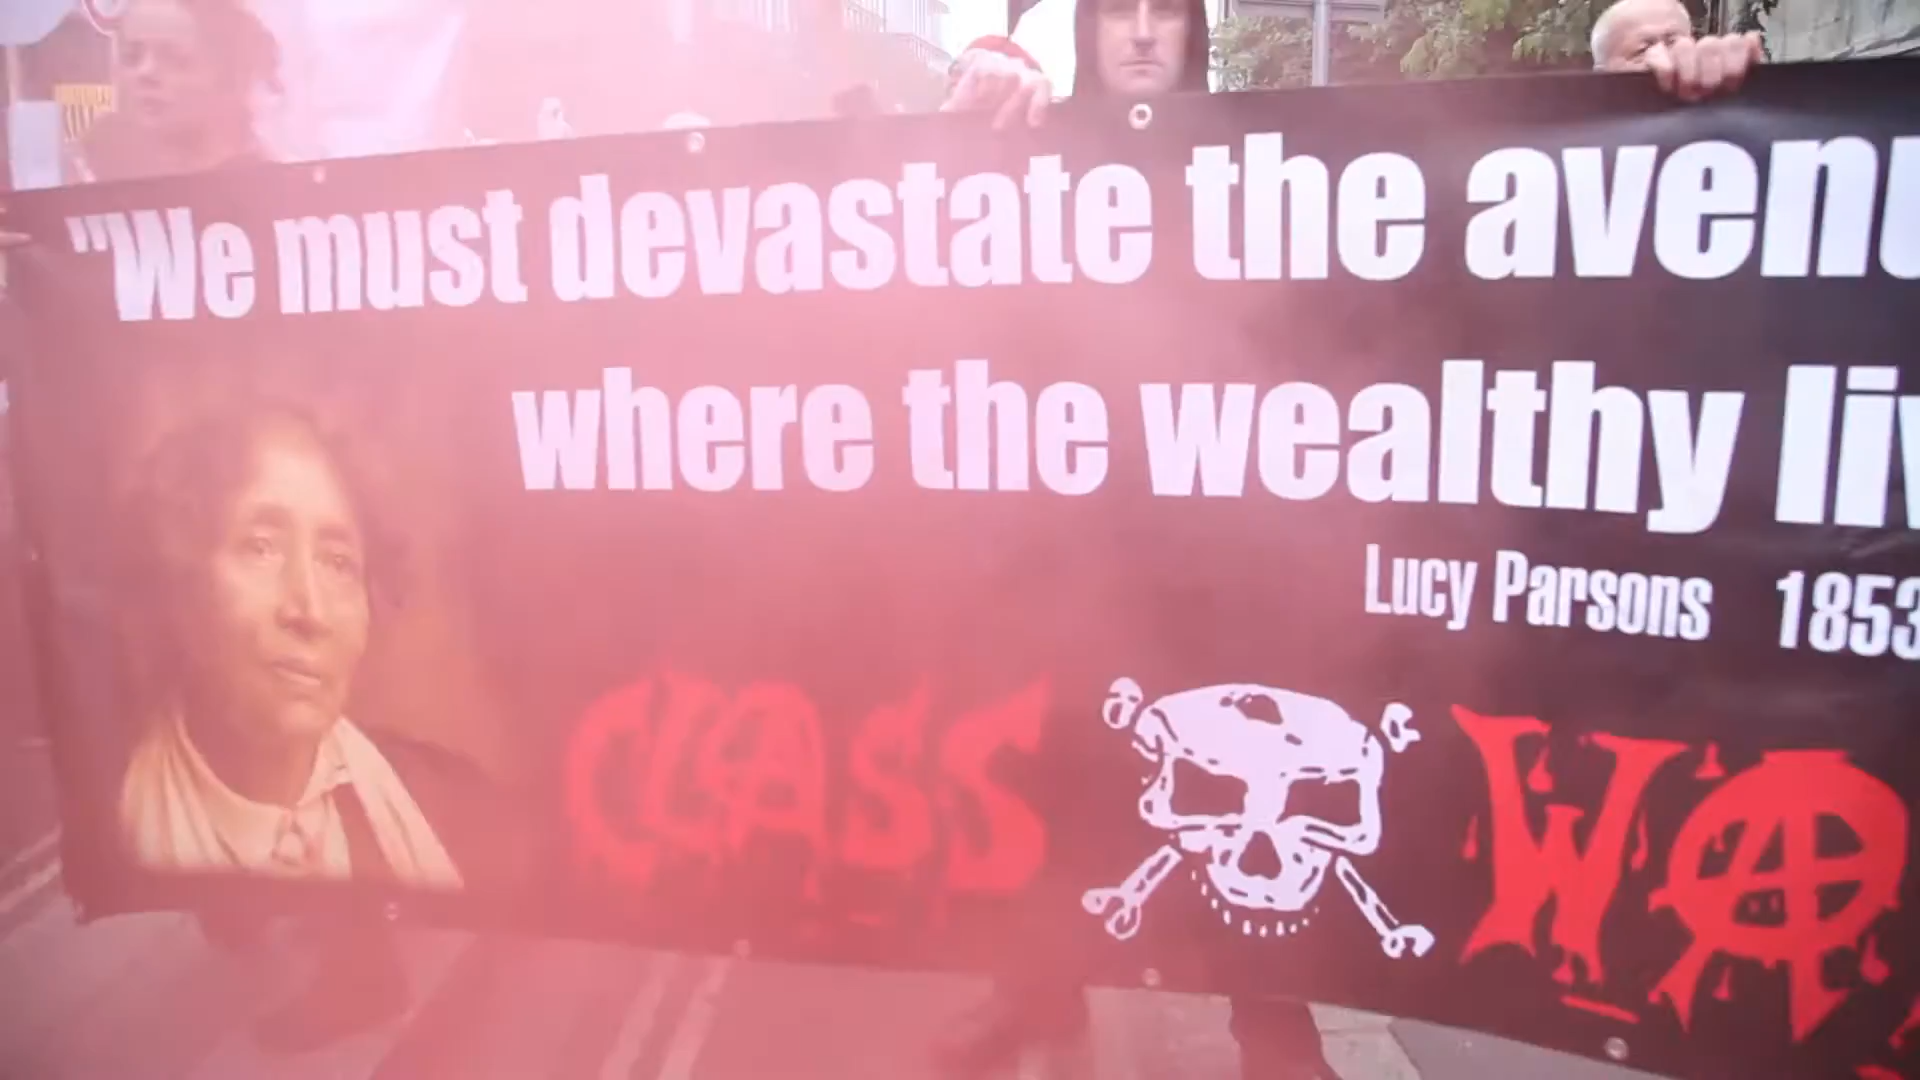 "We must devastate the avenu
where the wealthy liv
Lucy Parsons 1853
CLASS WA